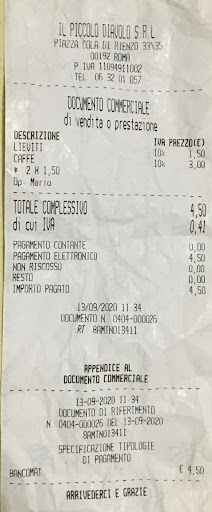 IL PICCOLO DIAVOLO S.R.L.
PIAZZA COLA DI RIENZO 33\35
00192 ROMA
P.IVA 11094911002
TEL 06 32 01 057
DOCUMENTO COMMERCIALE
di vendita o prestazione
DESCRIZIONE IVA PREZZO(E)
LIEVITI 10% 1,50
CAFFE 10% 3,00
* 2 X 1,50
Op- Mario
TOTALE COMPLESSIVO 4,50
di cui IVA 0,41
PAGAMENTO CONTANTE 0,00
PAGAMENTO ELETTRONICO 4,50
NON RISCOSSO 0,00
RESTO 0,00
IMPORTO PAGATO 4,50
13/09/2020 11:34
DOCUMENTO N. 0404-000026
RT 8AMTN013411
APPENDICE AL
DOCUMENTO COMMERCIALE
13-09-2020 11:34
DOCUMENTO DI RIFERIMENTO
N. 0404-000026 DEL 13-09-2020
8AMTN013411
SPECIFICAZIONE TIPOLOGIE
DI PAGAMENTO
BANCOMAT € 4,50
ARRIVEDERCI E GRAZIE